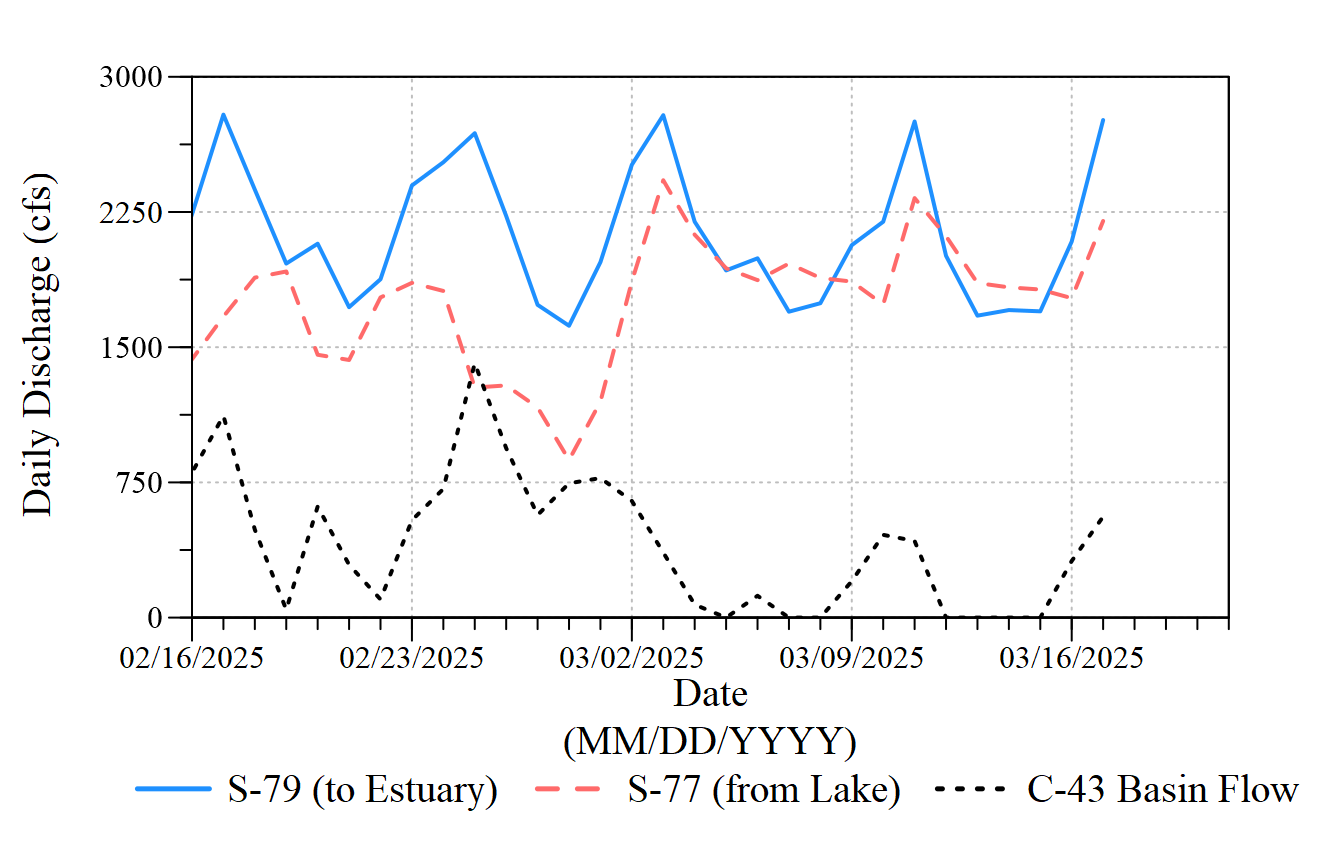 3000
2250
1500
750
0
Daily Discharge (cfs)
02/16/2025 02/23/2025 03/02/2025 03/09/2025 03/16/2025
Date
(MM/DD/YYYY)
S-79 (to Estuary) S-77 (from Lake) C-43 Basin Flow